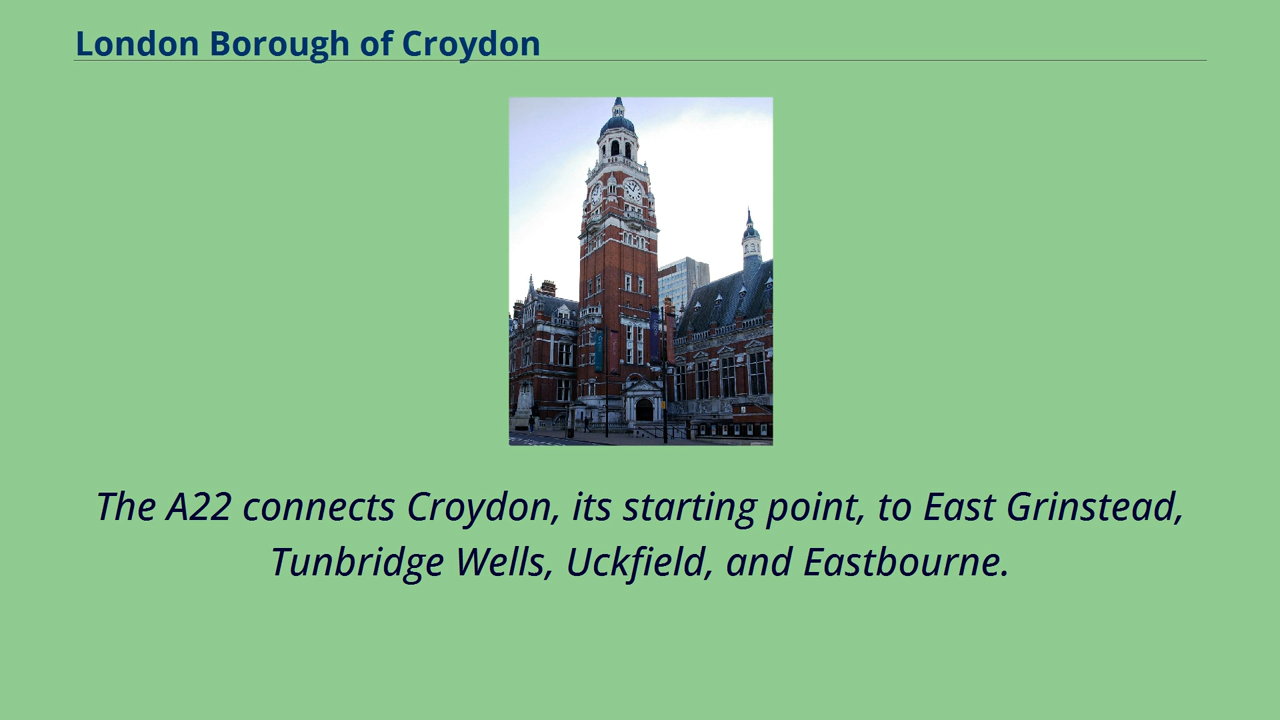 London Borough of Croydon
The A22 connects Croydon, its starting point, to East Grinstead,
Tunbridge Wells, Uckfield, and Eastbourne.